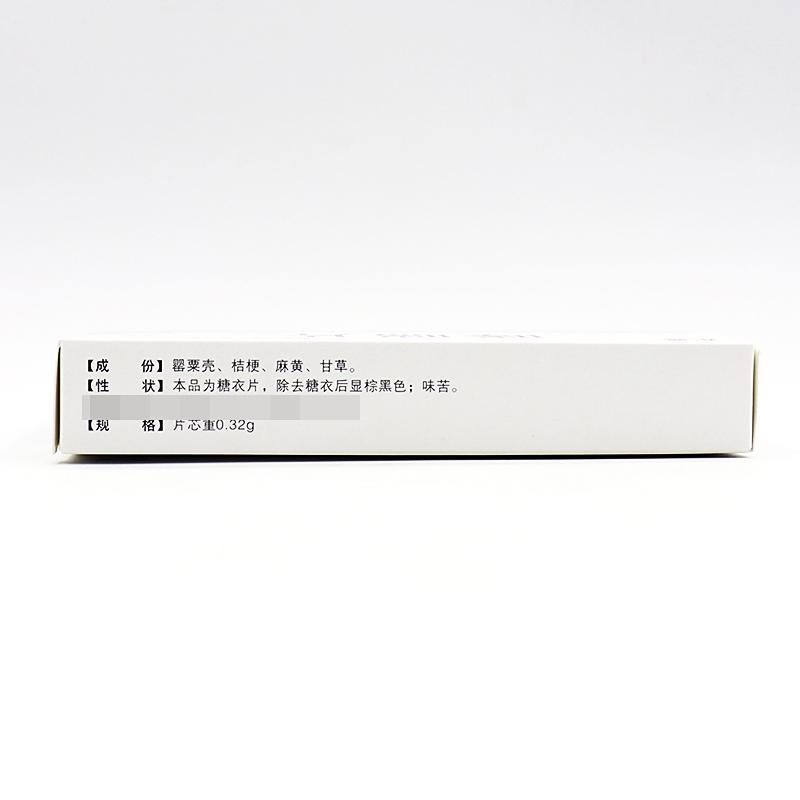 【成　份】罂粟壳、桔梗、麻黄、甘草。
【性　状】本品为糖衣片，除去糖衣后显棕黑色；味苦。
【规　格】片芯重0.32g